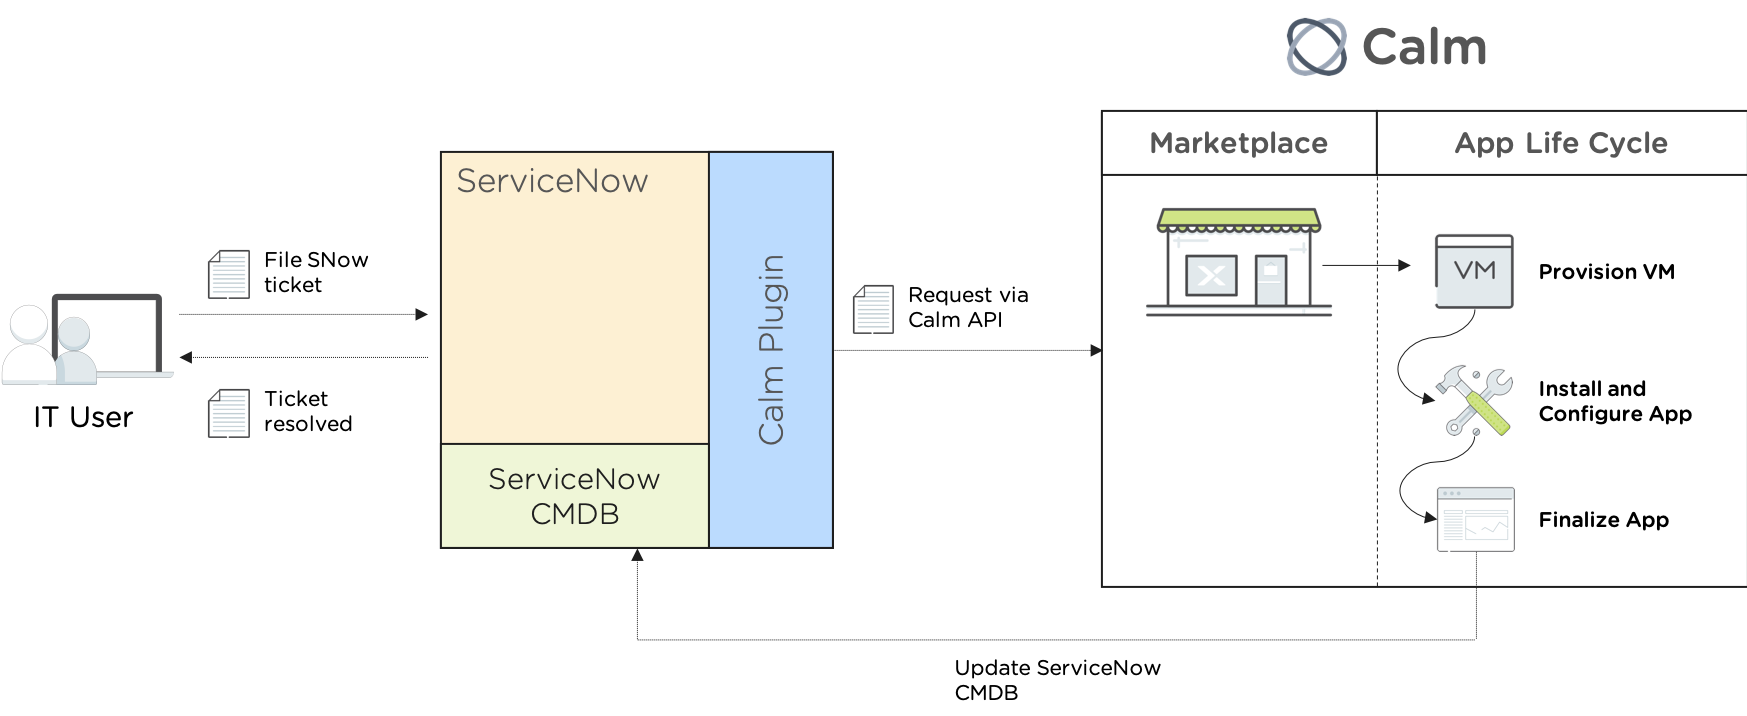 Calm
Marketplace
App Life Cycle
ServiceNow
Calm Plugin
ServiceNow
CMDB
File SNow
ticket
Ticket
resolved
IT User
Request via
Calm API
VM
Provision VM
Install and
Configure App
Finalize App
Update ServiceNow
CMDB